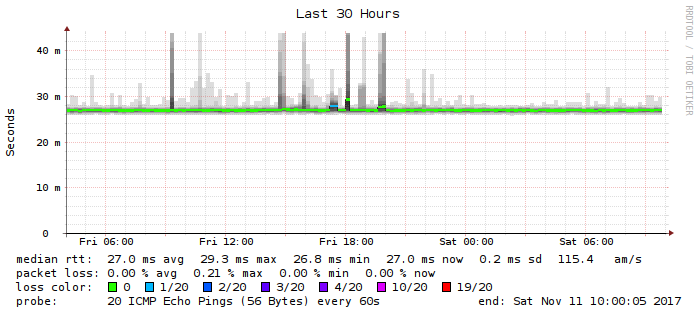 Last 30 Hours
RRDTOOL / TOBI OETIKER
Seconds
40 m
30 m
20 m
10 m
0
Fri 06:00 Fri 12:00 Fri 18:00 Sat 00:00 Sat 06:00
median rtt: 27.0 ms avg 29.3 ms max 26.8 ms min 27.0 ms now 0.2 ms sd 115.4 am/s
packet loss: 0.00 % avg 0.21 % max 0.00 % min 0.00 % now
loss color: 0 1/20 2/20 3/20 4/20 10/20 19/20
probe: 20 ICMP Echo Pings (56 Bytes) every 60s end: Sat Nov 11 10:00:05 2017